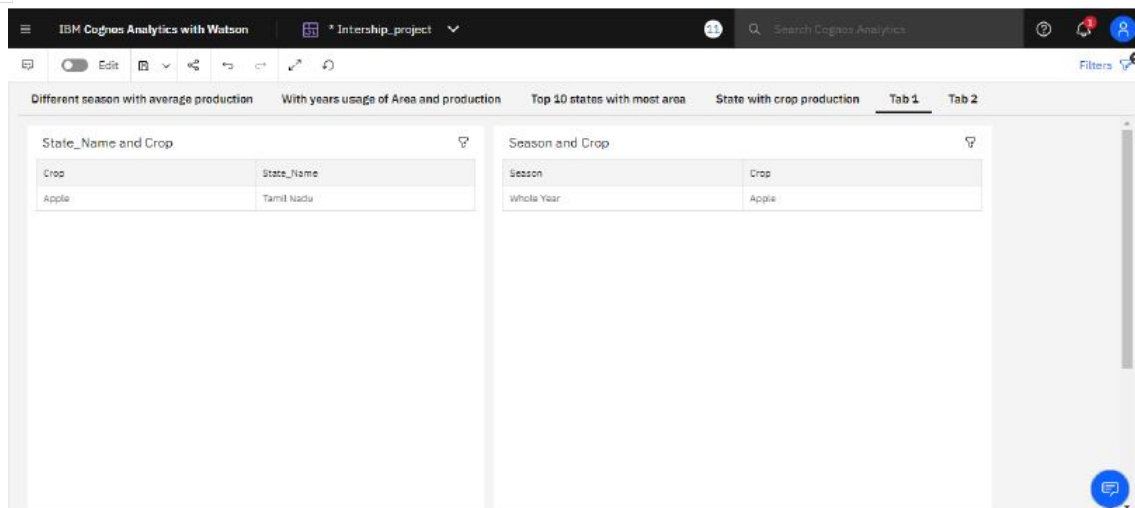 IBM Cognos Analytics with Watson
* Intership_project
11
Search Cognos Analytics
1
Edit
Filters
Different season with average production
With years usage of Area and production
Top 10 states with most area
State with crop production
Tab 1
Tab 2
State_Name and Crop
Crop State_Name
Apple Tamil Nadu
Season and Crop
Season Crop
Whole Year Apple